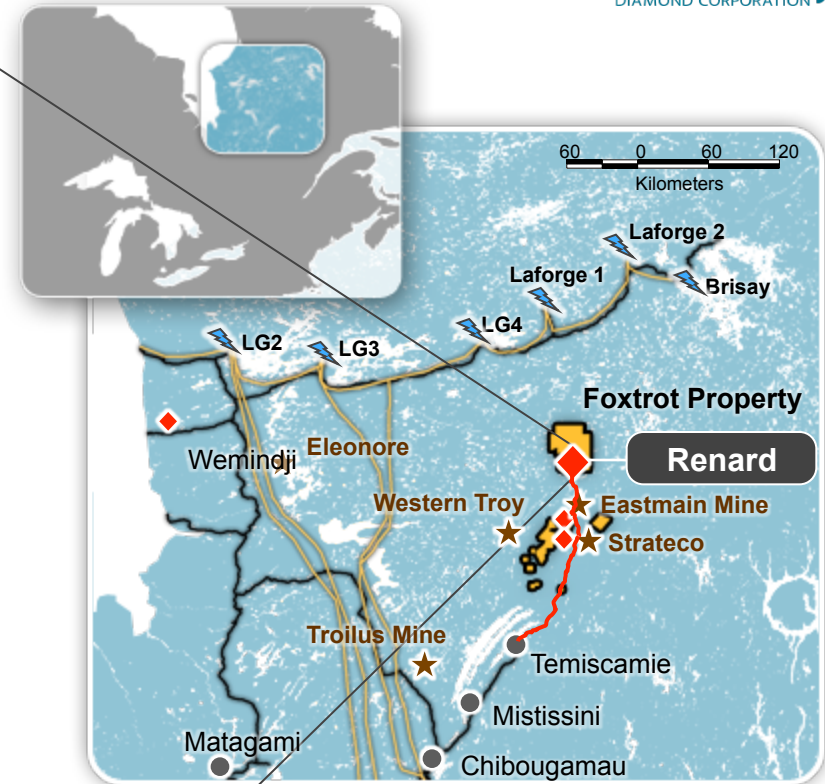 DIAMOND CORPORATION
60 0 60 120
Kilometers
Laforge 2
Laforge 1
Brisay
LG4
LG2
LG3
Foxtrot Property
Eleonore
Wemindji
Renard
Western Troy
Eastmain Mine
Strateco
Troilus Mine
Temiscamie
Mistissini
Matagami
Chibougamau